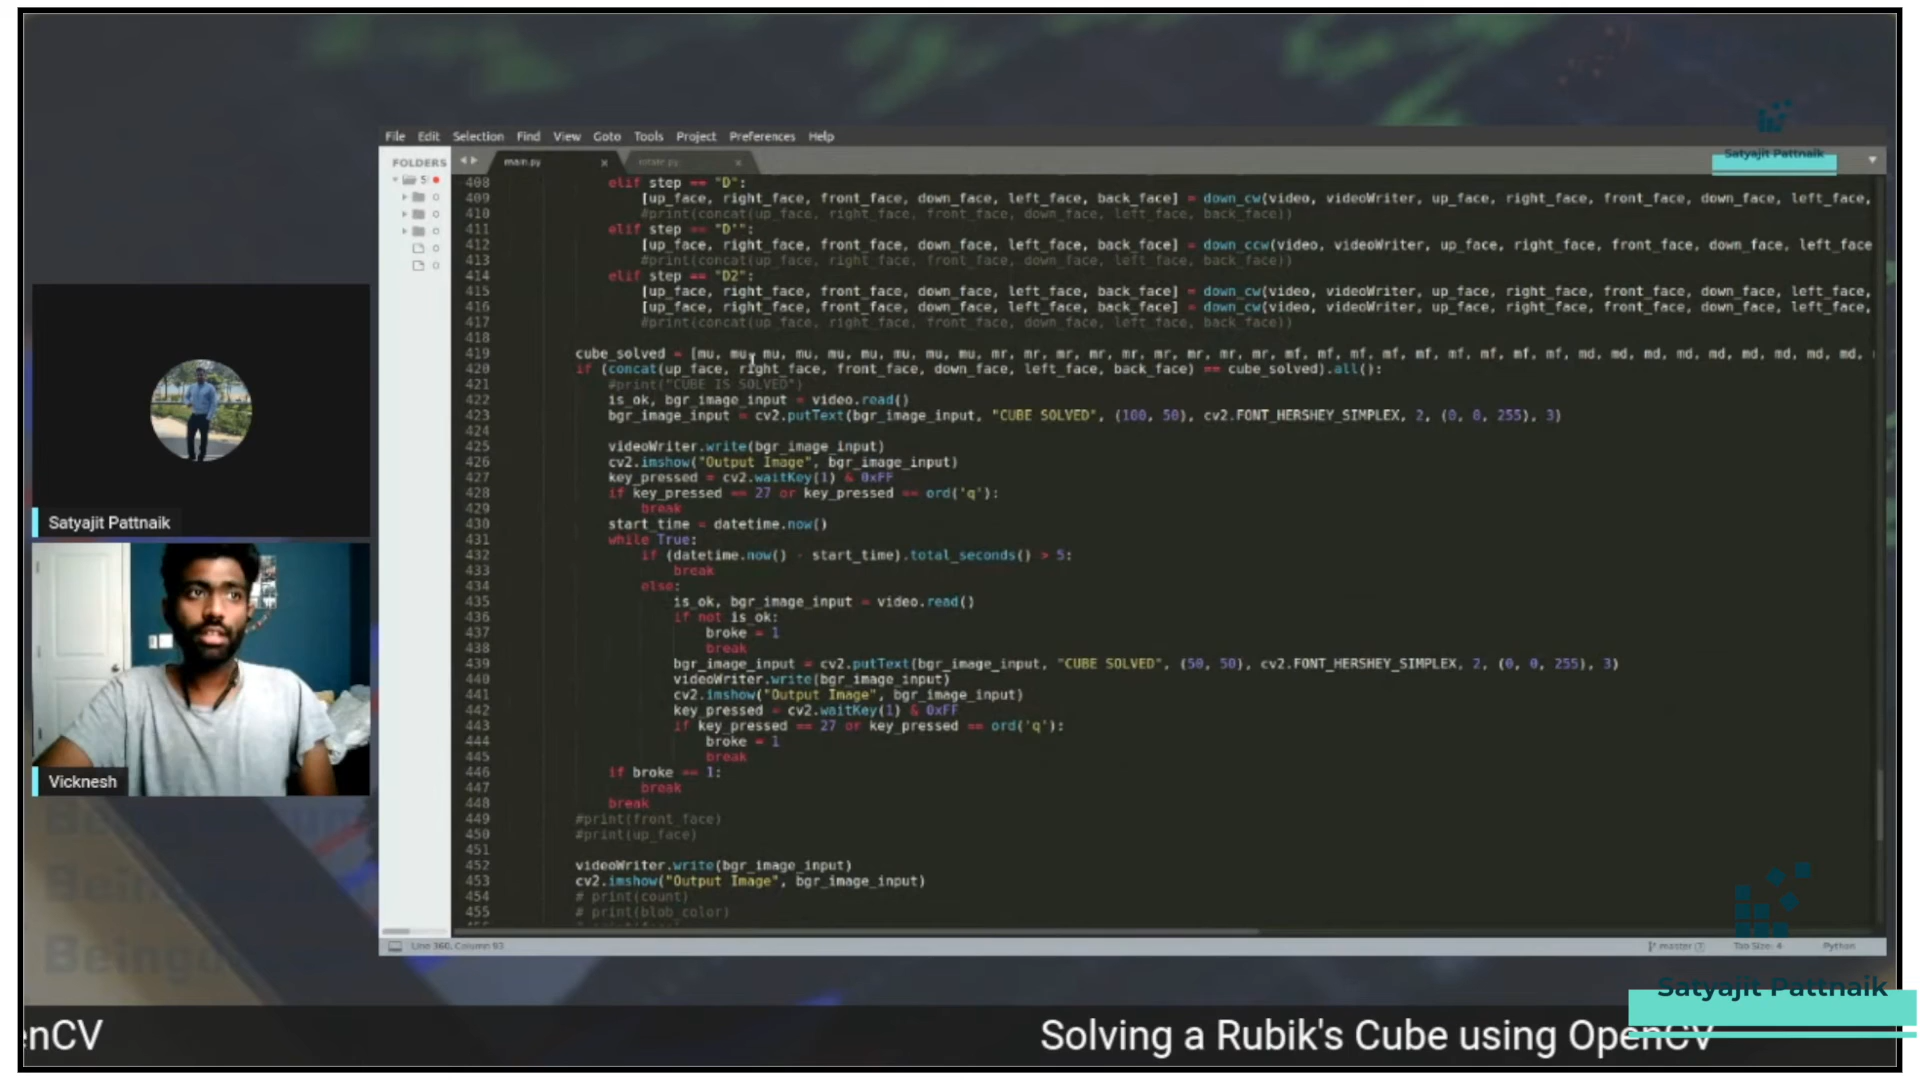 File Edit Selection Find View Goto Tools Project Preferences Help
FOLDERS
main.py
rotate.py
Satyajit Pattnaik
408 elif step == "D":
409 [up_face, right_face, front_face, down_face, left_face, back_face] = down_cw(video, videoWriter, up_face, right_face, front_face, down_face, left_face,
410 #print(concat(up_face, right_face, front_face, down_face, left_face, back_face))
411 elif step == "D'":
412 [up_face, right_face, front_face, down_face, left_face, back_face] = down_ccw(video, videoWriter, up_face, right_face, front_face, down_face, left_face
413 #print(concat(up_face, right_face, front_face, down_face, left_face, back_face))
414 elif step == "D2":
415 [up_face, right_face, front_face, down_face, left_face, back_face] = down_cw(video, videoWriter, up_face, right_face, front_face, down_face, left_face,
416 [up_face, right_face, front_face, down_face, left_face, back_face] = down_cw(video, videoWriter, up_face, right_face, front_face, down_face, left_face,
417 #print(concat(up_face, right_face, front_face, down_face, left_face, back_face))
418
419 cube_solved = [mu, mu, mu, mu, mu, mu, mu, mu, mu, mr, mr, mr, mr, mr, mr, mr, mr, mr, mf, mf, mf, mf, mf, mf, mf, mf, mf, md, md, md, md, md, md, md, md, md,
420 if (concat(up_face, right_face, front_face, down_face, left_face, back_face) == cube_solved).all():
421 #print("CUBE IS SOLVED")
422 is_ok, bgr_image_input = video.read()
423 bgr_image_input = cv2.putText(bgr_image_input, "CUBE SOLVED", (100, 50), cv2.FONT_HERSHEY_SIMPLEX, 2, (0, 0, 255), 3)
424
425 videoWriter.write(bgr_image_input)
426 cv2.imshow("Output Image", bgr_image_input)
427 key_pressed = cv2.waitKey(1) & 0xFF
428 if key_pressed == 27 or key_pressed == ord('q'):
429 break
430 start_time = datetime.now()
431 while True:
432 if (datetime.now() - start_time).total_seconds() > 5:
433 break
434 else:
435 is_ok, bgr_image_input = video.read()
436 if not is_ok:
437 broke = 1
438 break
439 bgr_image_input = cv2.putText(bgr_image_input, "CUBE SOLVED", (50, 50), cv2.FONT_HERSHEY_SIMPLEX, 2, (0, 0, 255), 3)
440 videoWriter.write(bgr_image_input)
441 cv2.imshow("Output Image", bgr_image_input)
442 key_pressed = cv2.waitKey(1) & 0xFF
443 if key_pressed == 27 or key_pressed == ord('q'):
444 broke = 1
445 break
446 if broke == 1:
447 break
448 break
449 #print(front_face)
450 #print(up_face)
451
452 videoWriter.write(bgr_image_input)
453 cv2.imshow("Output Image", bgr_image_input)
454 # print(count)
455 # print(blob_color)
Line 360, Column 93
master
Tab Size: 4
Python
Satyajit Pattnaik
Vicknesh
Satyajit Pattnaik
enCV
Solving a Rubik's Cube using OpenCV